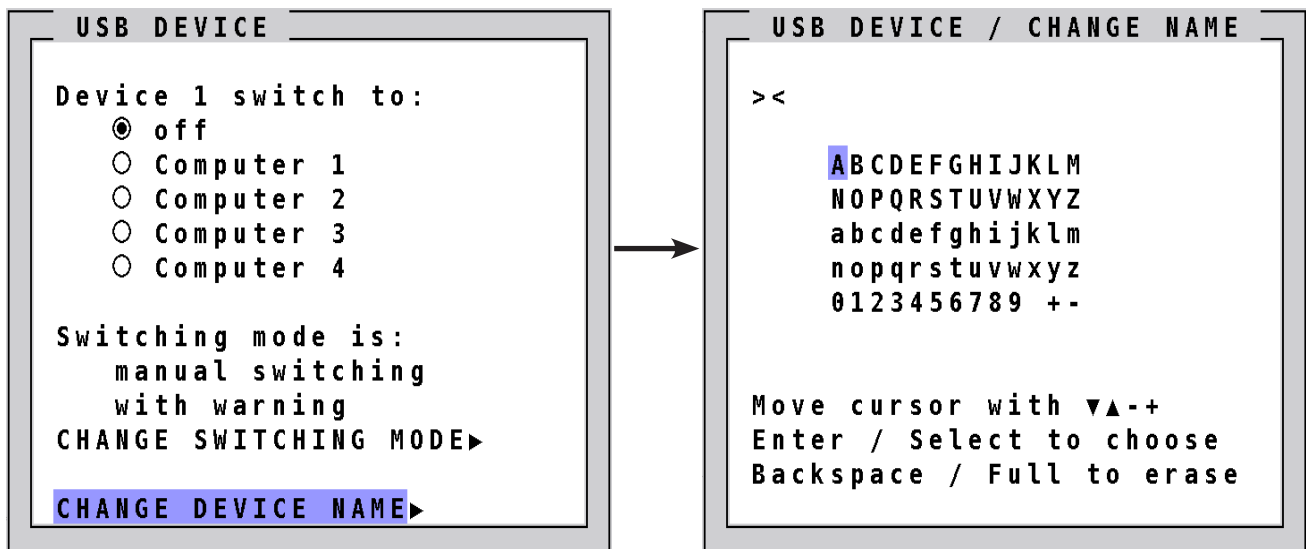 USB DEVICE
Device 1 switch to:
off
Computer 1
Computer 2
Computer 3
Computer 4
Switching mode is:
manual switching
with warning
CHANGE SWITCHING MODE▶
CHANGE DEVICE NAME▶
USB DEVICE / CHANGE NAME
><
ABCDEFGHIJKLM
NOPQRSTUVWXYZ
abcdefghijklm
nopqrstuvwxyz
0123456789 +-
Move cursor with ▼▲-+
Enter / Select to choose
Backspace / Full to erase